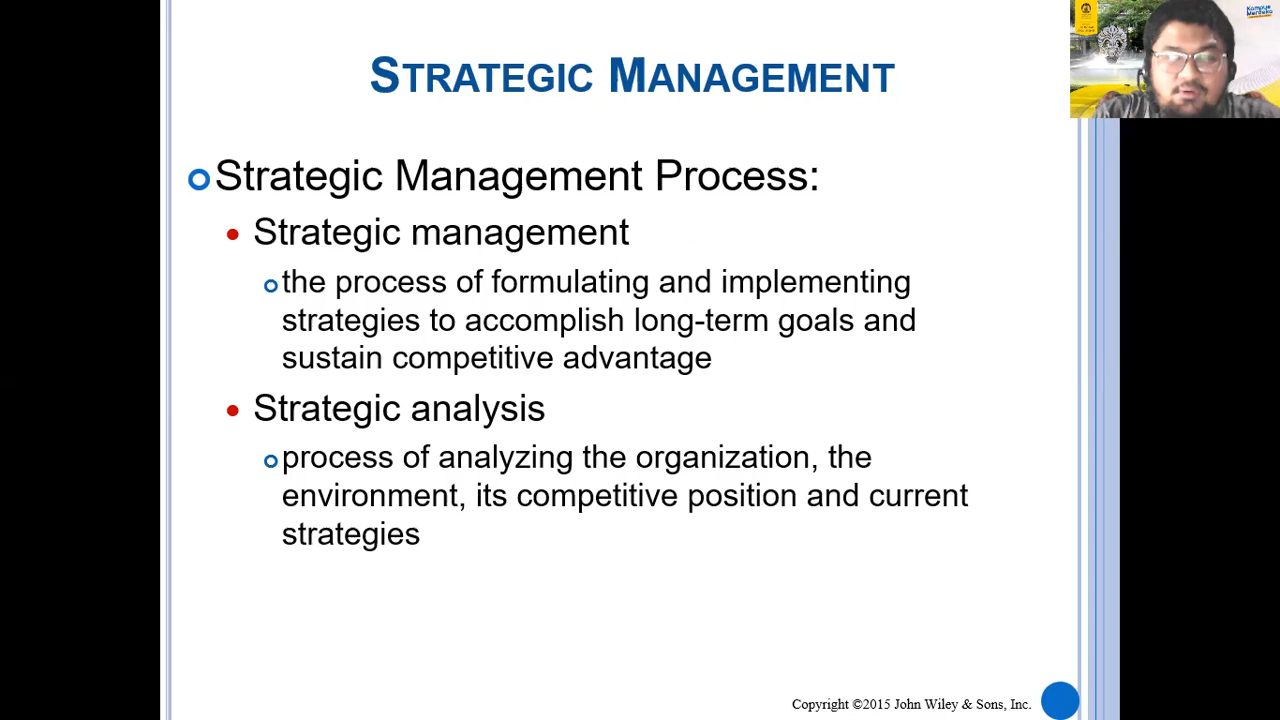 STRATEGIC MANAGEMENT
Strategic Management Process:
Strategic management
the process of formulating and implementing
strategies to accomplish long-term goals and
sustain competitive advantage
Strategic analysis
process of analyzing the organization, the
environment, its competitive position and current
strategies
Copyright ©2015 John Wiley & Sons, Inc.
Kampus
Merdeka